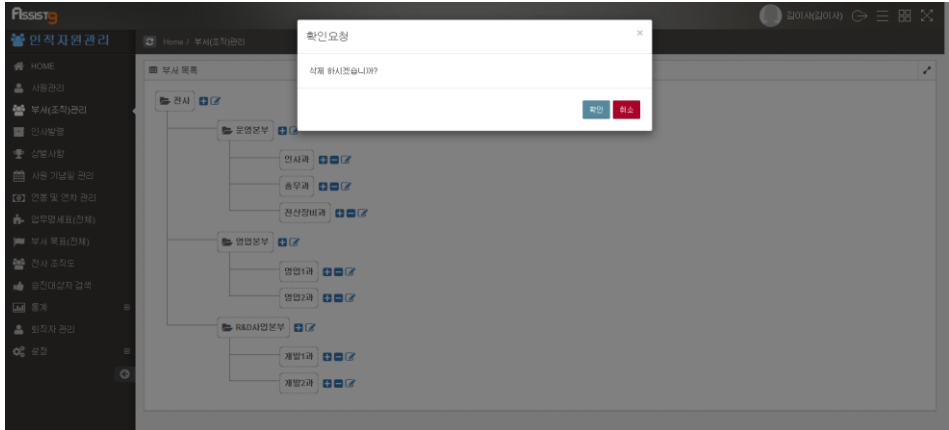 Assist9
김이사(김이사)
인적자원관리
Home / 부서(조직)관리
확인요청
×
삭제 하시겠습니까?
확인
취소
HOME
사원관리
부서(조직)관리
인사발령
상벌사항
사원 기념일 관리
연봉 및 연차 관리
업무명세표(전체)
부서 목표(전체)
전사 조직도
승진대상자 검색
통계
퇴직자 관리
설정
부서 목록
전사
운영본부
인사과
총무과
전산장비과
영업본부
영업1과
영업2과
R&D사업본부
개발1과
개발2과